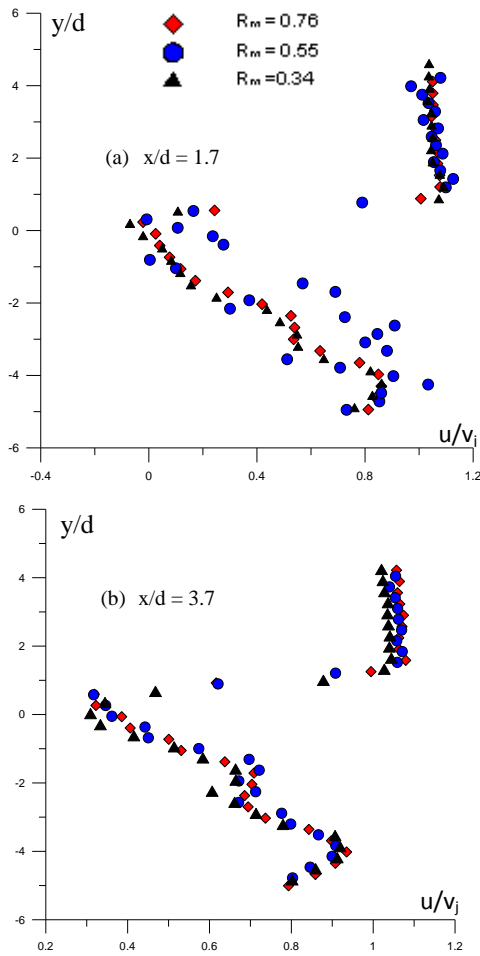 y/d
Rm = 0.76
Rm = 0.55
Rm=0.34
6
4
2
0
-2
-4
-6
(a) x/d = 1.7
u/vj
-0.4 0 0.4 0.8 1.2
y/d
6
4
2
0
-2
-4
-6
(b) x/d = 3.7
u/vj
0.2 0.4 0.6 0.8 1 1.2